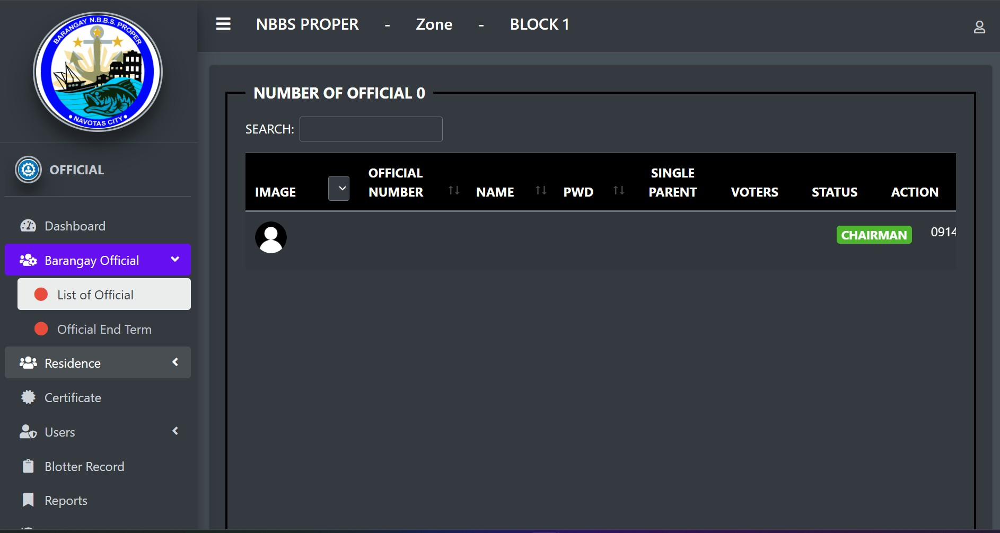 BARANGAY N.B.B.S. PROPER
NAVOTAS CITY
NBBS PROPER - Zone - BLOCK 1
OFFICIAL
Dashboard
Barangay Official
List of Official
Official End Term
Residence
Certificate
Users
Blotter Record
Reports
NUMBER OF OFFICIAL 0
SEARCH:
IMAGE
OFFICIAL
NUMBER
NAME
PWD
SINGLE
PARENT
VOTERS
STATUS
ACTION
CHAIRMAN
0914